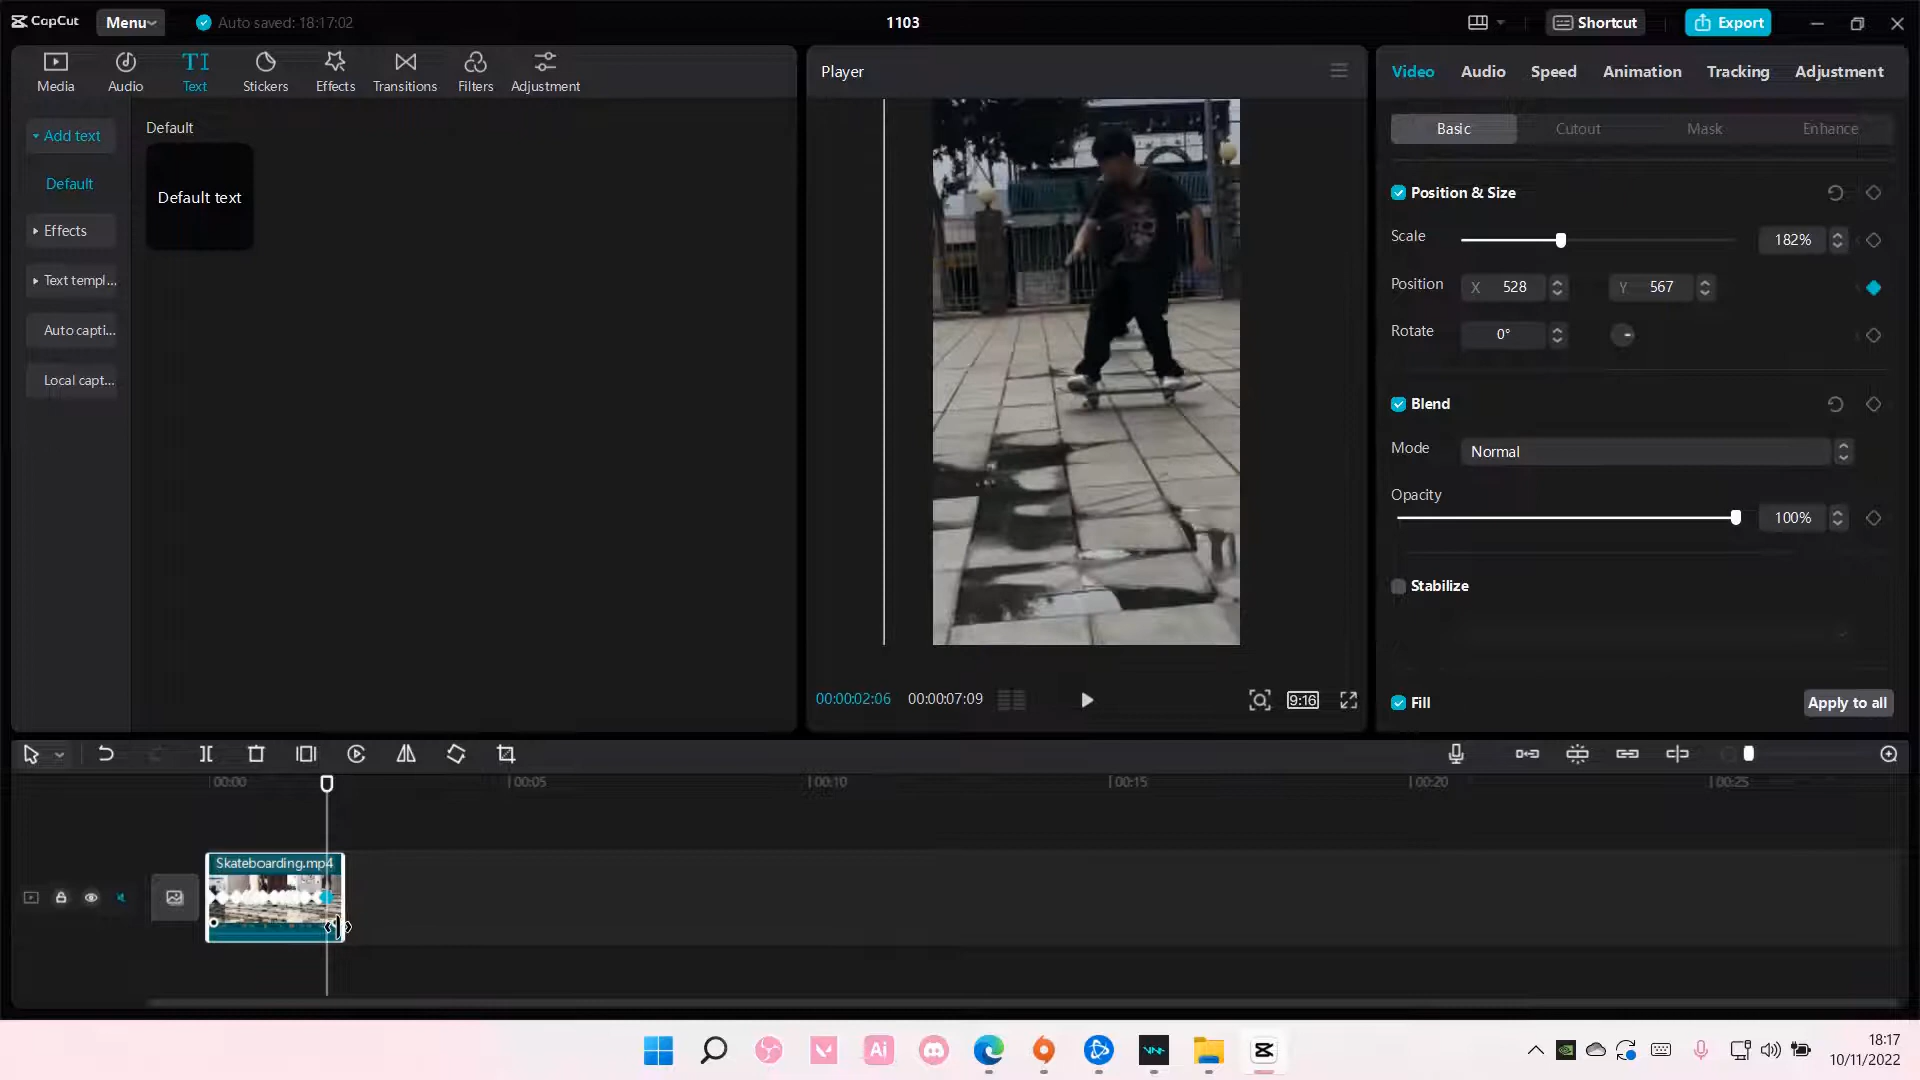 CapCut
Menu
Auto saved: 18:17:02
1103
Shortcut
Export
Media
Audio
TI
Text
Stickers
Effects
Transitions
Filters
Adjustment
Add text
Default
Effects
Text templ...
Auto capti...
Local capt...
Default
Default text
Player
00:00:02:06
00:00:07:09
9:16
Video
Audio
Speed
Animation
Tracking
Adjustment
Basic
Cutout
Mask
Enhance
Position & Size
Scale
182%
Position
X 528
Y 567
Rotate
0°
Blend
Mode
Normal
Opacity
100%
Stabilize
Fill
Apply to all
00:00
00:05
00:10
00:15
00:20
00:25
Skateboarding.mp4
Ai
18:17
10/11/2022